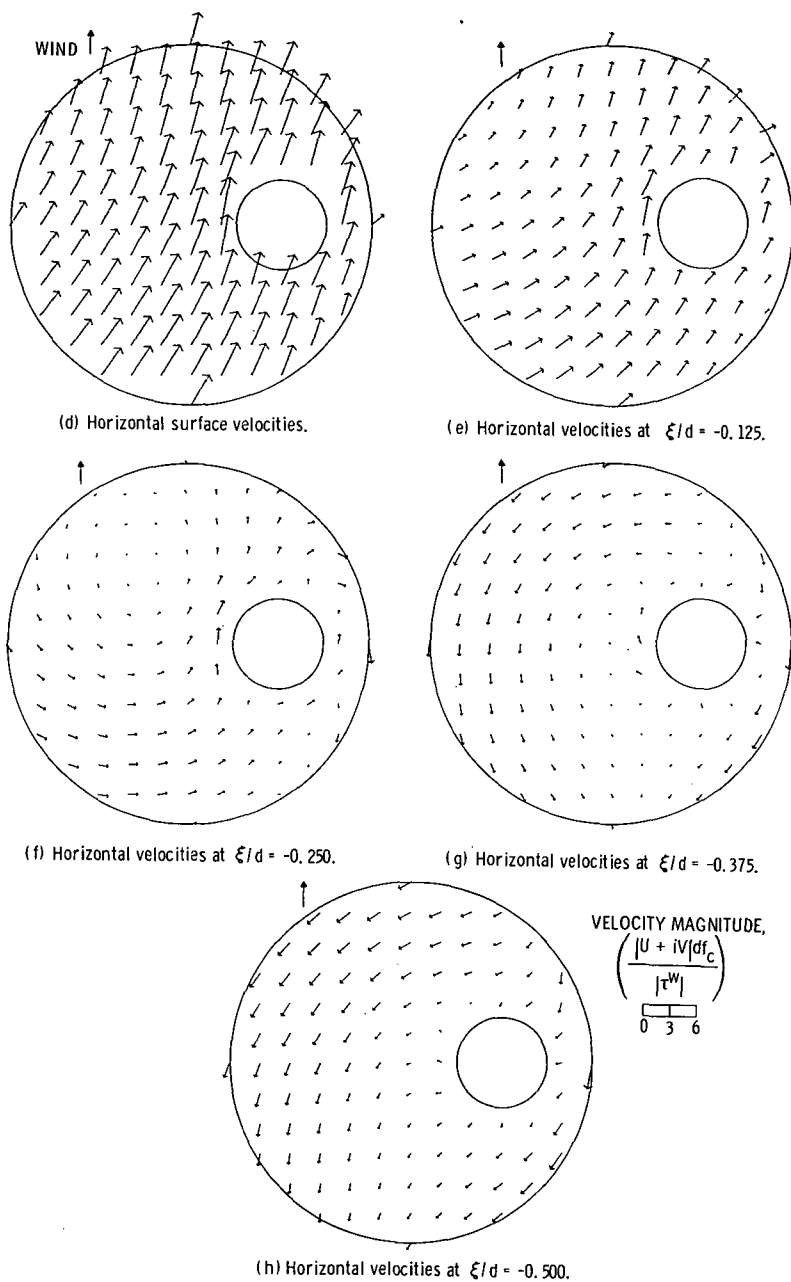 WIND
(d) Horizontal surface velocities.
(e) Horizontal velocities at ξ/d = -0.125.
(f) Horizontal velocities at ξ/d = -0.250.
(g) Horizontal velocities at ξ/d = -0.375.
VELOCITY MAGNITUDE,
(|U + iV|df_c / |τ^W|)
0 3 6
(h) Horizontal velocities at ξ/d = -0.500.